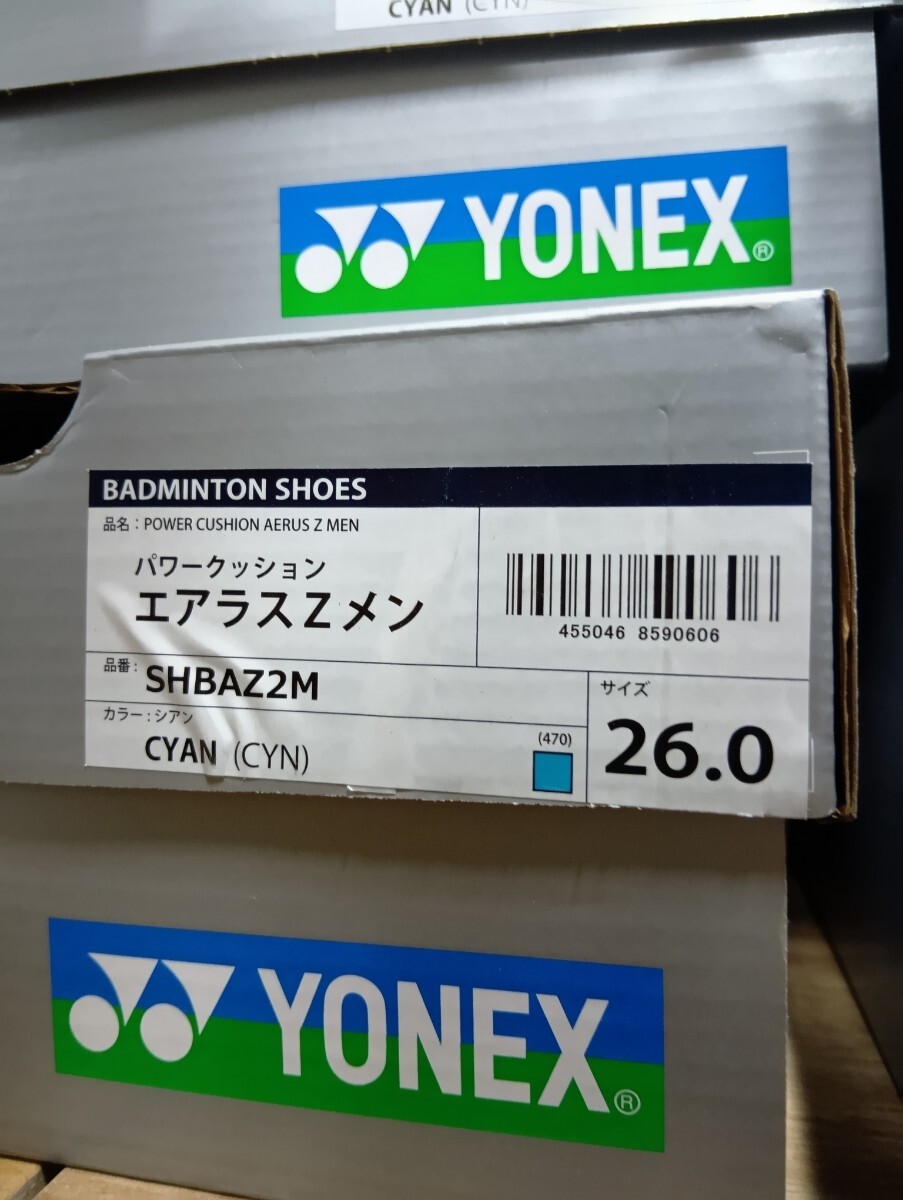 CYAN (CYN)
YONEX®
BADMINTON SHOES
品名：POWER CUSHION AERUS Z MEN
パワークッション
エアラスZメン
455046 8590606
品番：
SHBAZ2M
サイズ
26.0
カラー：シアン
CYAN (CYN)
(470)
YONEX®